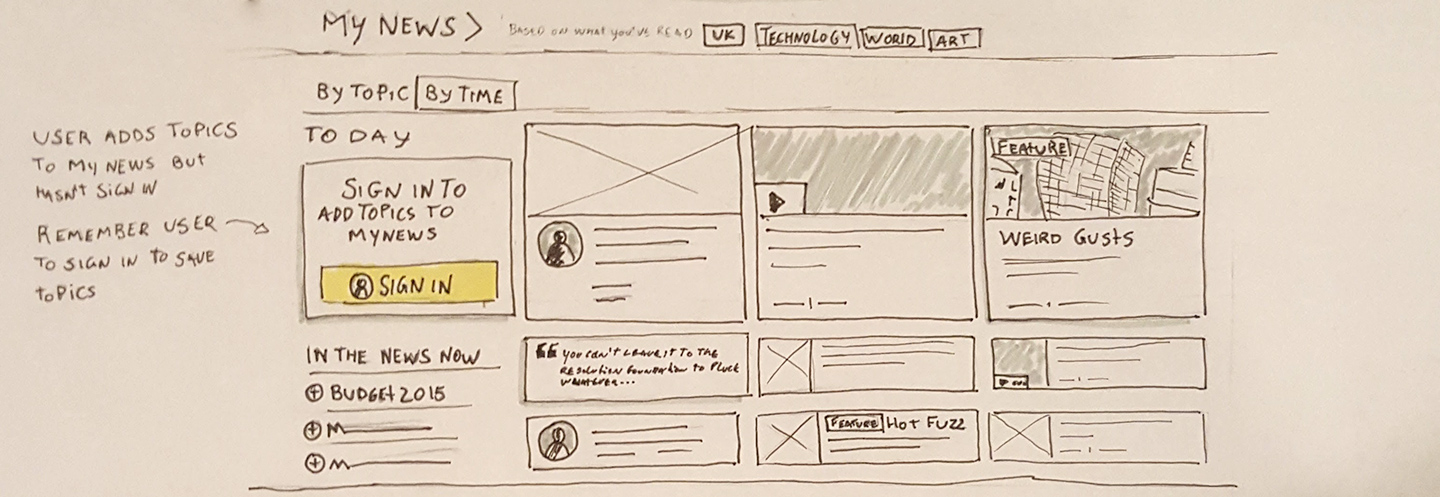 MY NEWS >
BASED ON WHAT YOU'VE READ
UK
TECHNOLOGY
WORLD
ART
BY TOPIC
BY TIME
USER ADDS TOPICS
TO MY NEWS BUT
HASN'T SIGN IN
REMEMBER USER
TO SIGN IN TO SAVE
TOPICS
TODAY
SIGN IN TO
ADD TOPICS TO
MYNEWS
SIGN IN
FEATURE
WEIRD GUSTS
IN THE NEWS NOW
BUDGET 2015
M
M
YOU CAN'T LEAVE IT TO THE
RESOLUTION FOUNDATION TO PLUCK
WHATEVER...
FEATURE HOT FUZZ